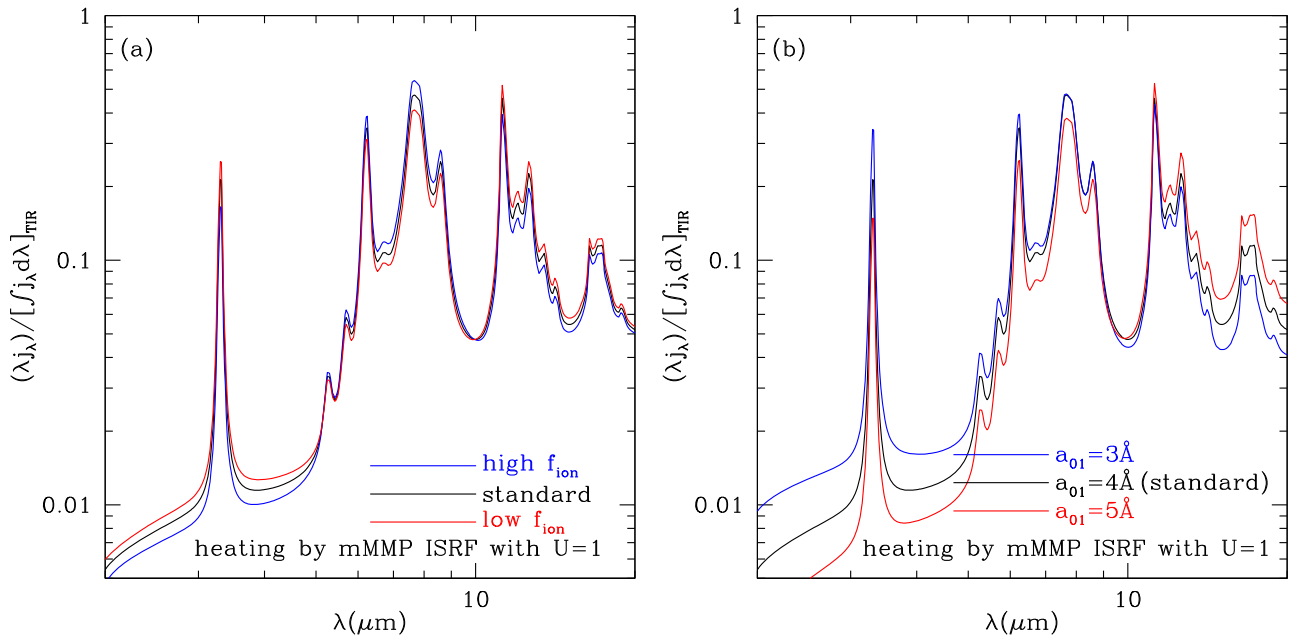 (a)
1
0.1
0.01
(λj_λ)/[∫j_λdλ]_TIR
high f_ion
standard
low f_ion
heating by mMMP ISRF with U=1
10
λ(μm)
(b)
1
0.1
0.01
(λj_λ)/[∫j_λdλ]_TIR
a_01=3Å
a_01=4Å (standard)
a_01=5Å
heating by mMMP ISRF with U=1
10
λ(μm)